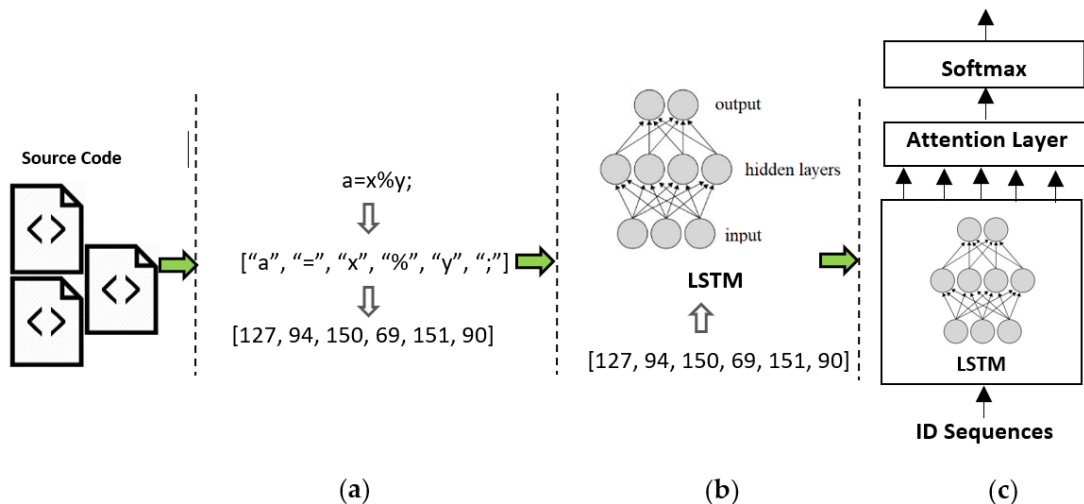 Source Code
< >
< >
< >
a=x%y;
[“a”, “=”, “x”, “%”, “y”, “;”]
[127, 94, 150, 69, 151, 90]
(a)
output
hidden layers
input
LSTM
[127, 94, 150, 69, 151, 90]
(b)
Softmax
Attention Layer
LSTM
ID Sequences
(c)